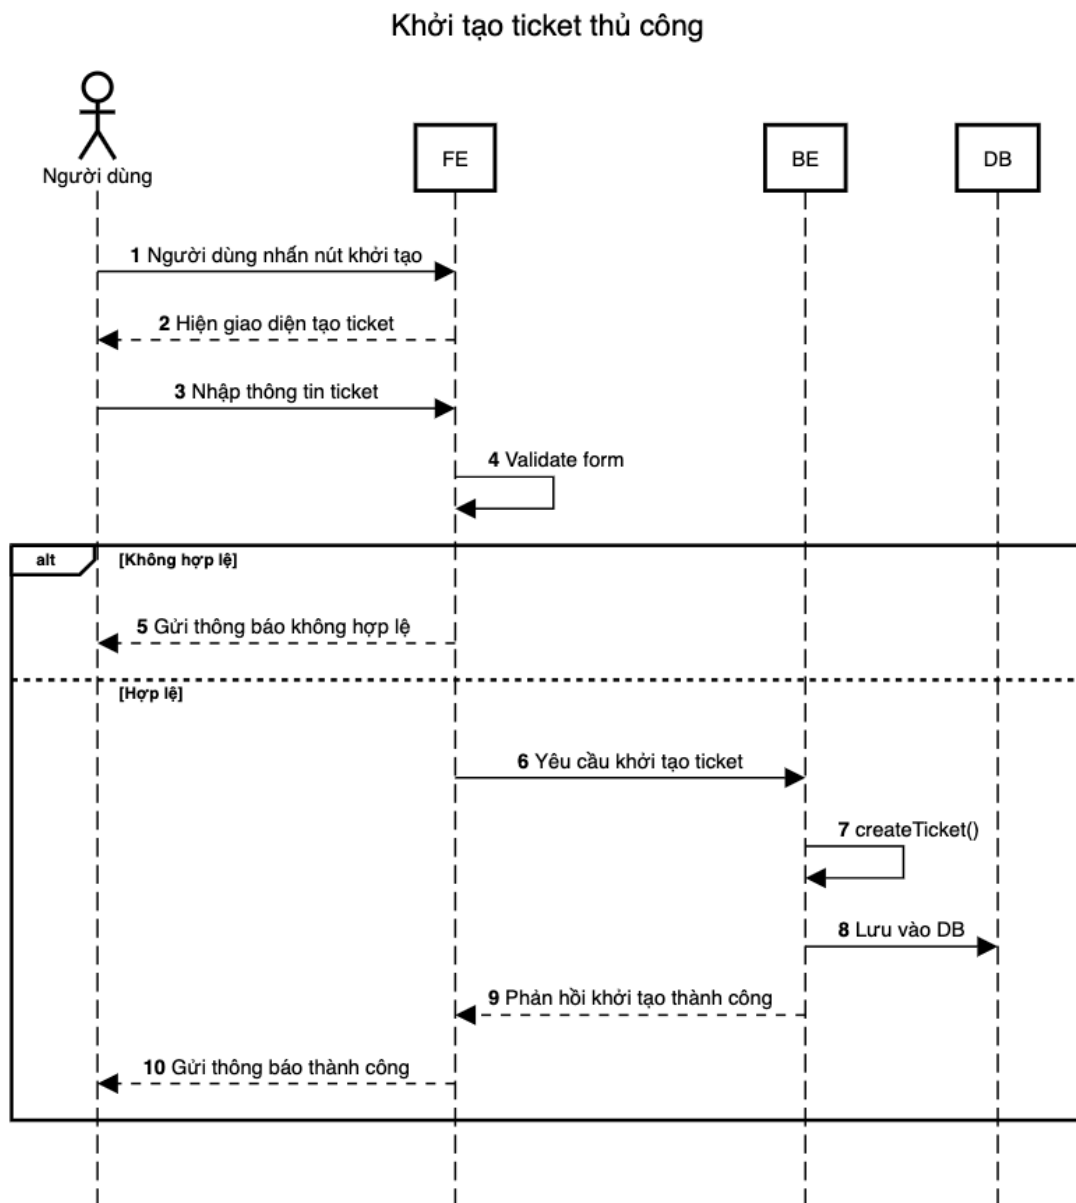 Khởi tạo ticket thủ công
Người dùng
FE
BE
DB
1 Người dùng nhấn nút khởi tạo
2 Hiện giao diện tạo ticket
3 Nhập thông tin ticket
4 Validate form
alt
[Không hợp lệ]
5 Gửi thông báo không hợp lệ
[Hợp lệ]
6 Yêu cầu khởi tạo ticket
7 createTicket()
8 Lưu vào DB
9 Phản hồi khởi tạo thành công
10 Gửi thông báo thành công